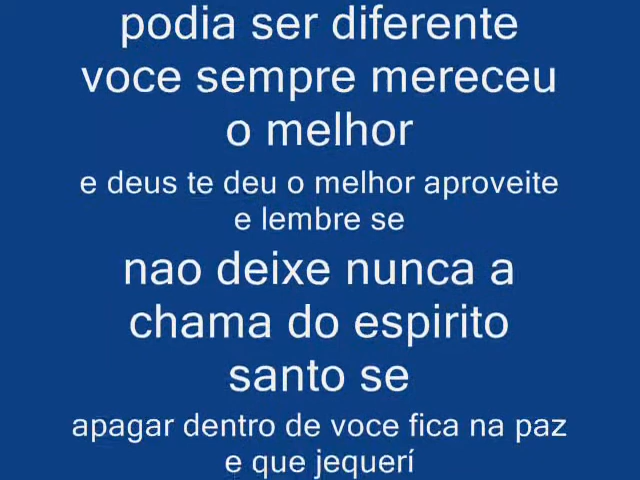 podia ser diferente
voce sempre mereceu
o melhor
e deus te deu o melhor aproveite
e lembre se
nao deixe nunca a
chama do espirito
santo se
apagar dentro de voce fica na paz
e que jequerí